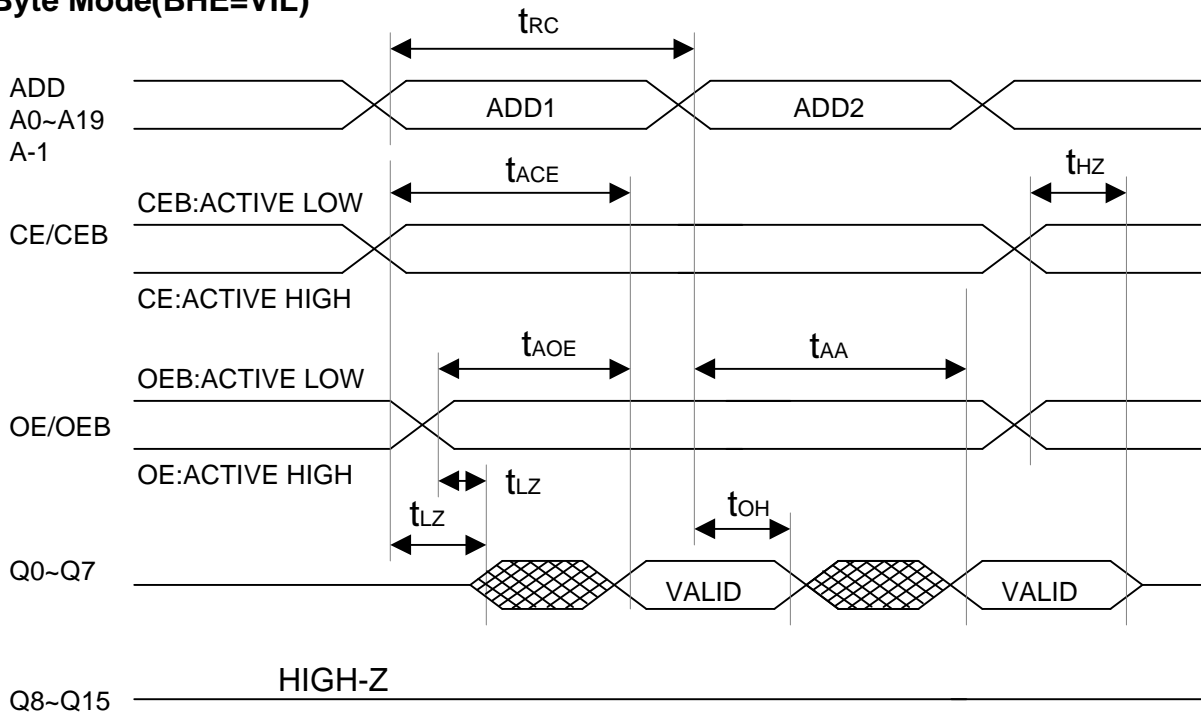 Byte Mode(BHE=VIL)
tRC
ADD
A0~A19
A-1
ADD1
ADD2
tACE
tHZ
CEB:ACTIVE LOW
CE/CEB
CE:ACTIVE HIGH
tAOE
tAA
OEB:ACTIVE LOW
OE/OEB
OE:ACTIVE HIGH
tLZ
tLZ
tOH
Q0~Q7
VALID
VALID
HIGH-Z
Q8~Q15